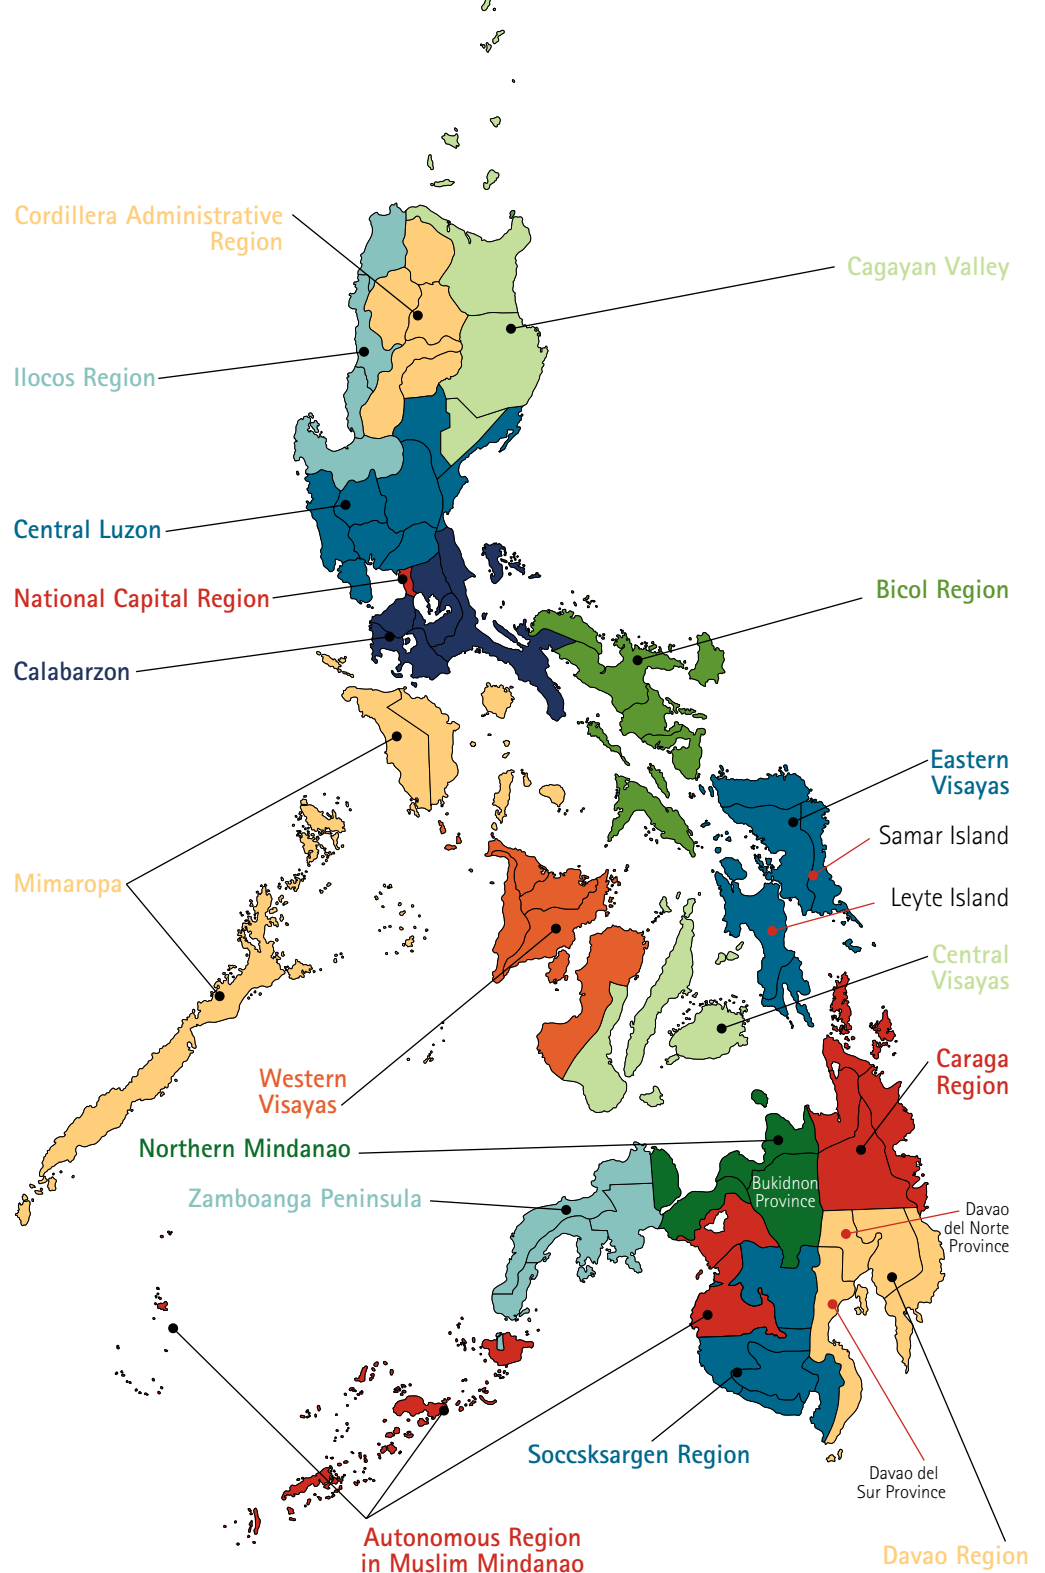 Cordillera Administrative
Region
Cagayan Valley
Ilocos Region
Central Luzon
National Capital Region
Bicol Region
Calabarzon
Eastern
Visayas
Samar Island
Mimaropa
Leyte Island
Central
Visayas
Caraga
Region
Western
Visayas
Northern Mindanao
Bukidnon
Province
Zamboanga Peninsula
Davao
del Norte
Province
Soccsksargen Region
Davao del
Sur Province
Autonomous Region
in Muslim Mindanao
Davao Region